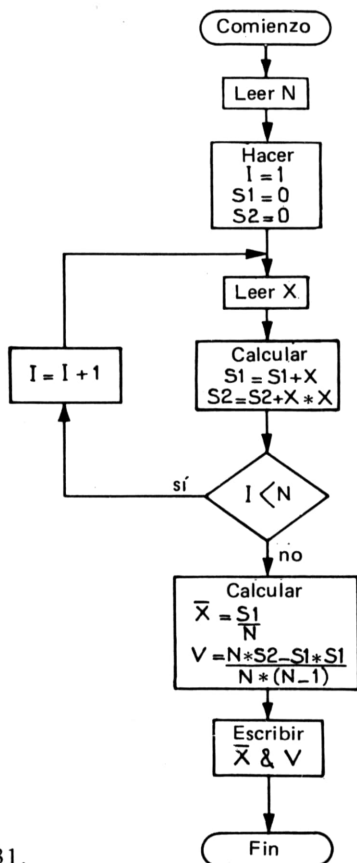 Comienzo
Leer N
Hacer
I = 1
S1 = 0
S2 = 0
Leer X
I = I + 1
Calcular
S1 = S1 + X
S2 = S2 + X * X
sí
I < N
no
Calcular
X̅ = S1/N
V = N*S2-S1*S1/N*(N-1)
Escribir
X̅ & V
Fin
31.